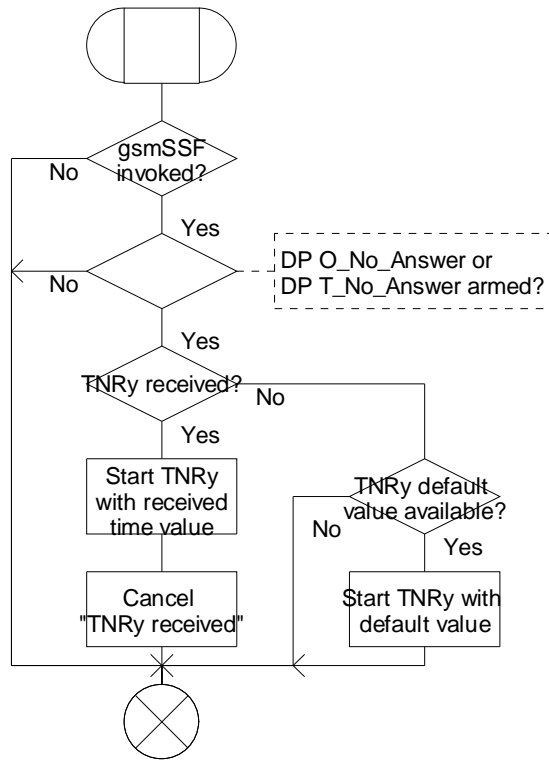 gsmSSF
invoked?
No
Yes
DP O_No_Answer or
DP T_No_Answer armed?
No
Yes
TNRy received?
No
Yes
Start TNRy
with received
time value
TNRy default
value available?
No
Yes
Cancel
"TNRy received"
Start TNRy with
default value